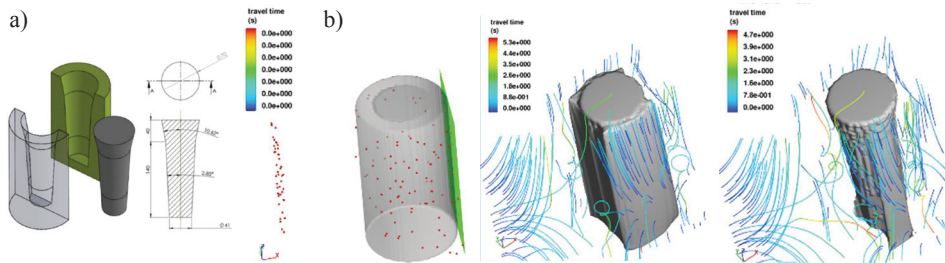 a)
travel time
(s)
0.0e+000
0.0e+000
0.0e+000
0.0e+000
0.0e+000
0.0e+000
0.0e+000
A
A
40
140
b)
travel time
(s)
5.3e+000
4.4e+000
3.5e+000
2.6e+000
1.8e+000
8.8e-001
0.0e+000
travel time
(s)
4.7e+000
3.9e+000
3.1e+000
2.3e+000
1.6e+000
7.8e-001
0.0e+000